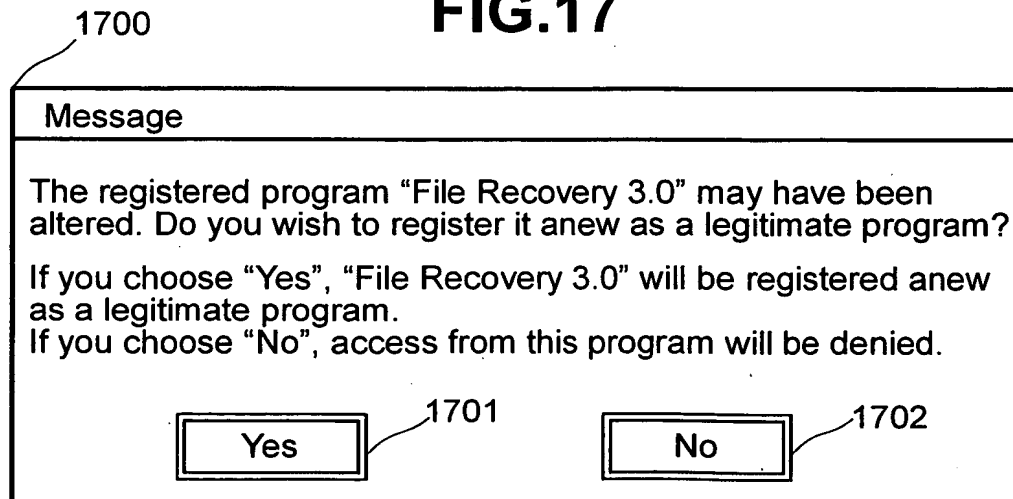 FIG.17
1700
Message
The registered program “File Recovery 3.0” may have been
altered. Do you wish to register it anew as a legitimate program?
If you choose “Yes”, “File Recovery 3.0” will be registered anew
as a legitimate program.
If you choose “No”, access from this program will be denied.
Yes
1701
No
1702